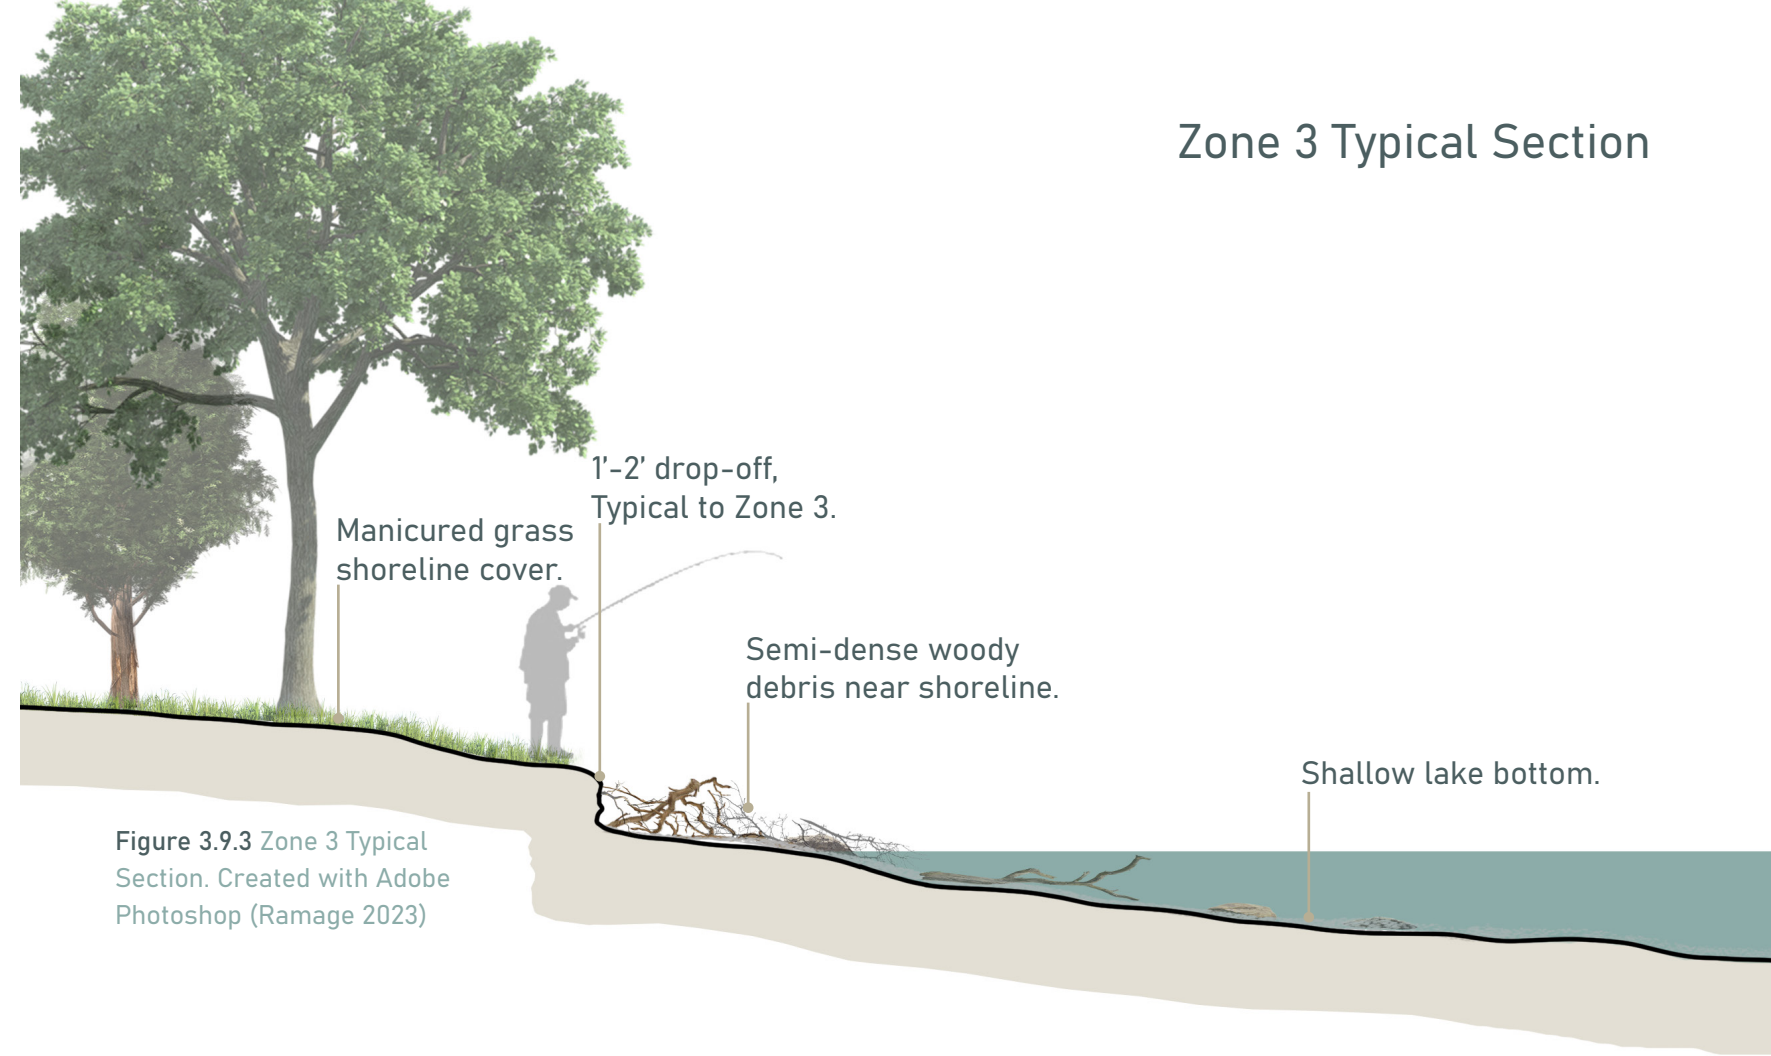 Zone 3 Typical Section
1’-2’ drop-off,
Typical to Zone 3.
Manicured grass
shoreline cover.
Semi-dense woody
debris near shoreline.
Shallow lake bottom.
Figure 3.9.3 Zone 3 Typical
Section. Created with Adobe
Photoshop (Ramage 2023)